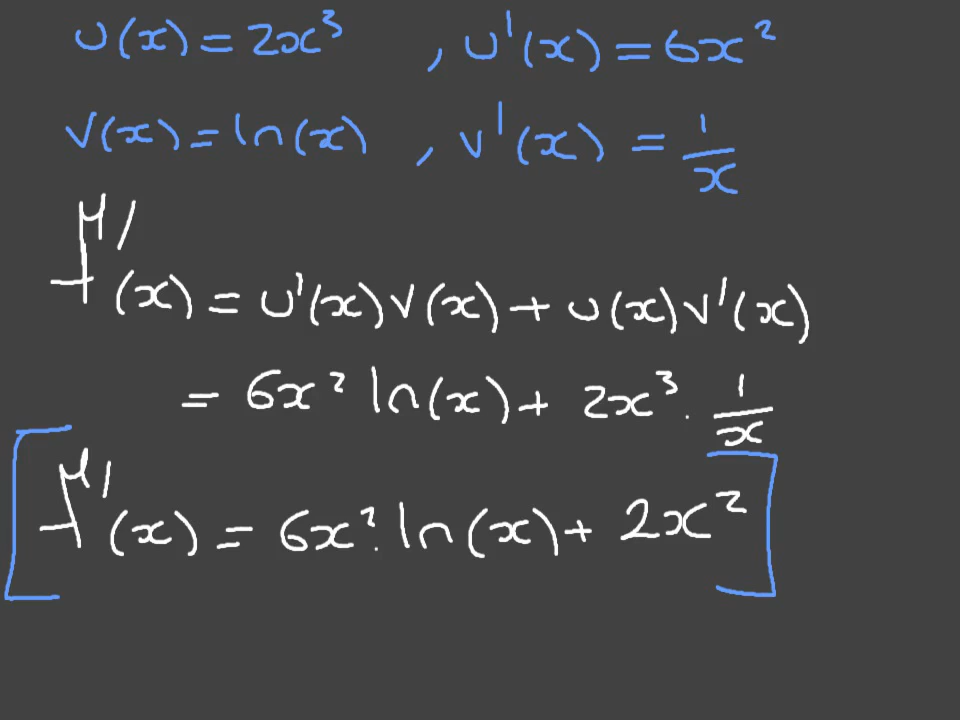 u(x) = 2x³ , u'(x) = 6x²
v(x) = ln(x) , v'(x) = 1/x
f'(x) = u'(x)v(x) + u(x)v'(x)
= 6x² ln(x) + 2x³ . 1/x
f'(x) = 6x² . ln(x) + 2x²